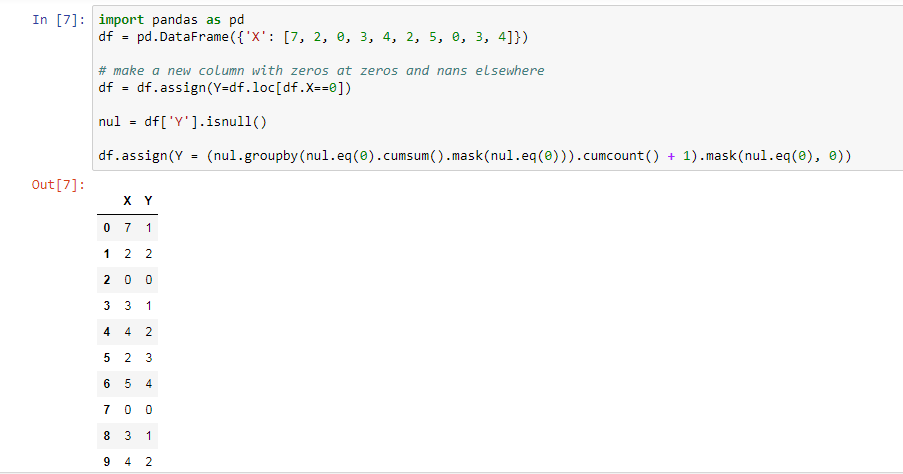 In [7]: import pandas as pd
df = pd.DataFrame({'X': [7, 2, 0, 3, 4, 2, 5, 0, 3, 4]})
# make a new column with zeros at zeros and nans elsewhere
df = df.assign(Y=df.loc[df.X==0])
nul = df['Y'].isnull()
df.assign(Y = (nul.groupby(nul.eq(0).cumsum().mask(nul.eq(0))).cumcount() + 1).mask(nul.eq(0), 0))
Out[7]:
X Y
0 7 1
1 2 2
2 0 0
3 3 1
4 4 2
5 2 3
6 5 4
7 0 0
8 3 1
9 4 2